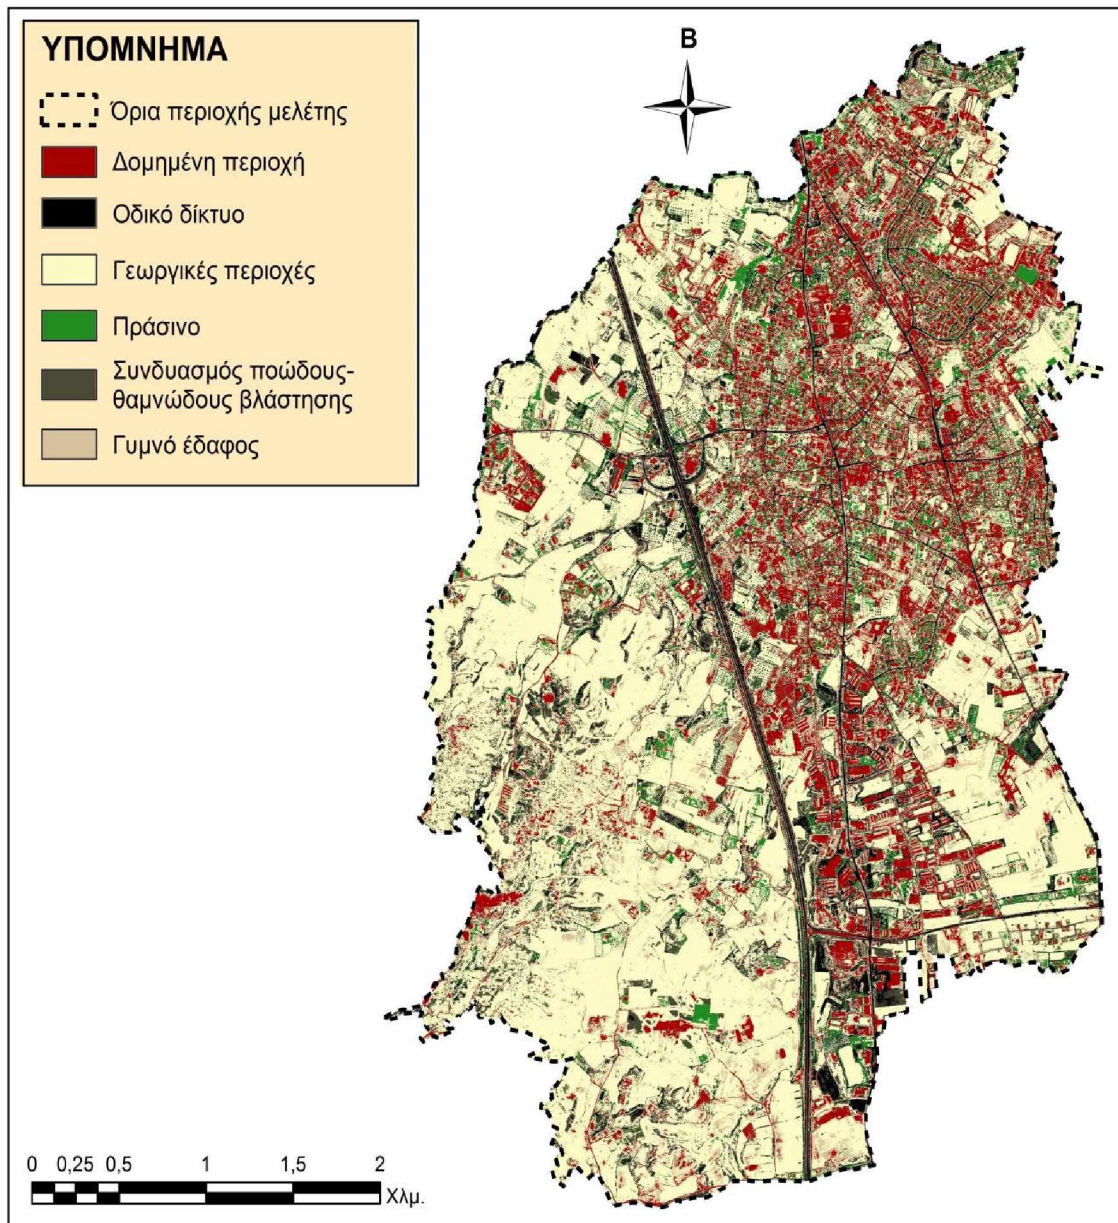 ΥΠΟΜΝΗΜΑ
Όρια περιοχής μελέτης
Δομημένη περιοχή
Οδικό δίκτυο
Γεωργικές περιοχές
Πράσινο
Συνδυασμός ποώδους-
θαμνώδους βλάστησης
Γυμνό έδαφος
Β
0 0,25 0,5 1 1,5 2
Χλμ.